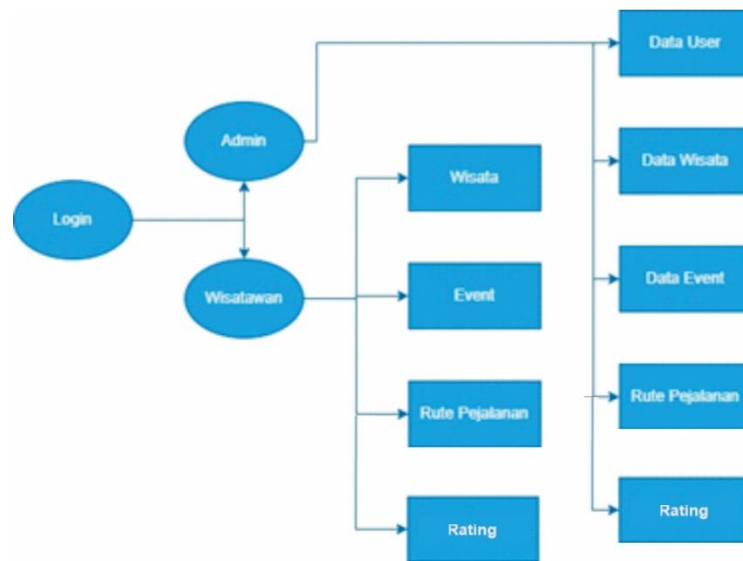 Data User
Admin
Data Wisata
Wisata
Login
Data Event
Wisatawan
Event
Rute Pejalanan
Rute Pejalanan
Rating
Rating